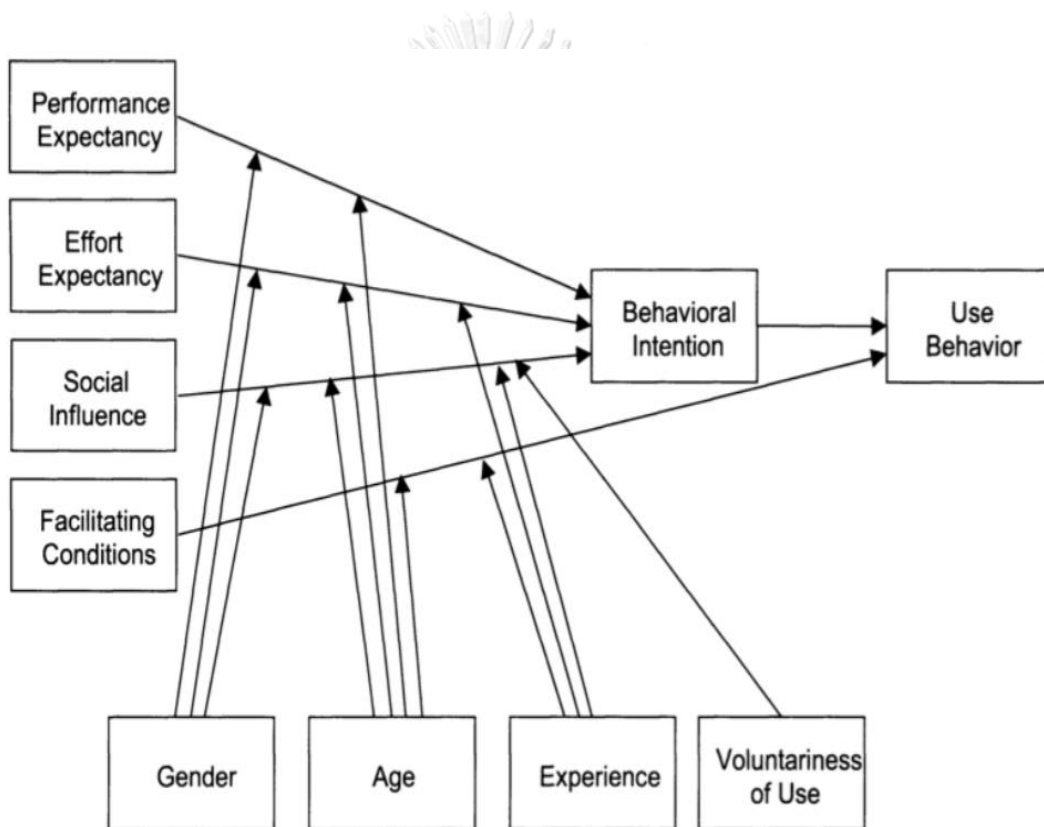 Performance
Expectancy
Effort
Expectancy
Social
Influence
Facilitating
Conditions
Behavioral
Intention
Use
Behavior
Gender
Age
Experience
Voluntariness
of Use